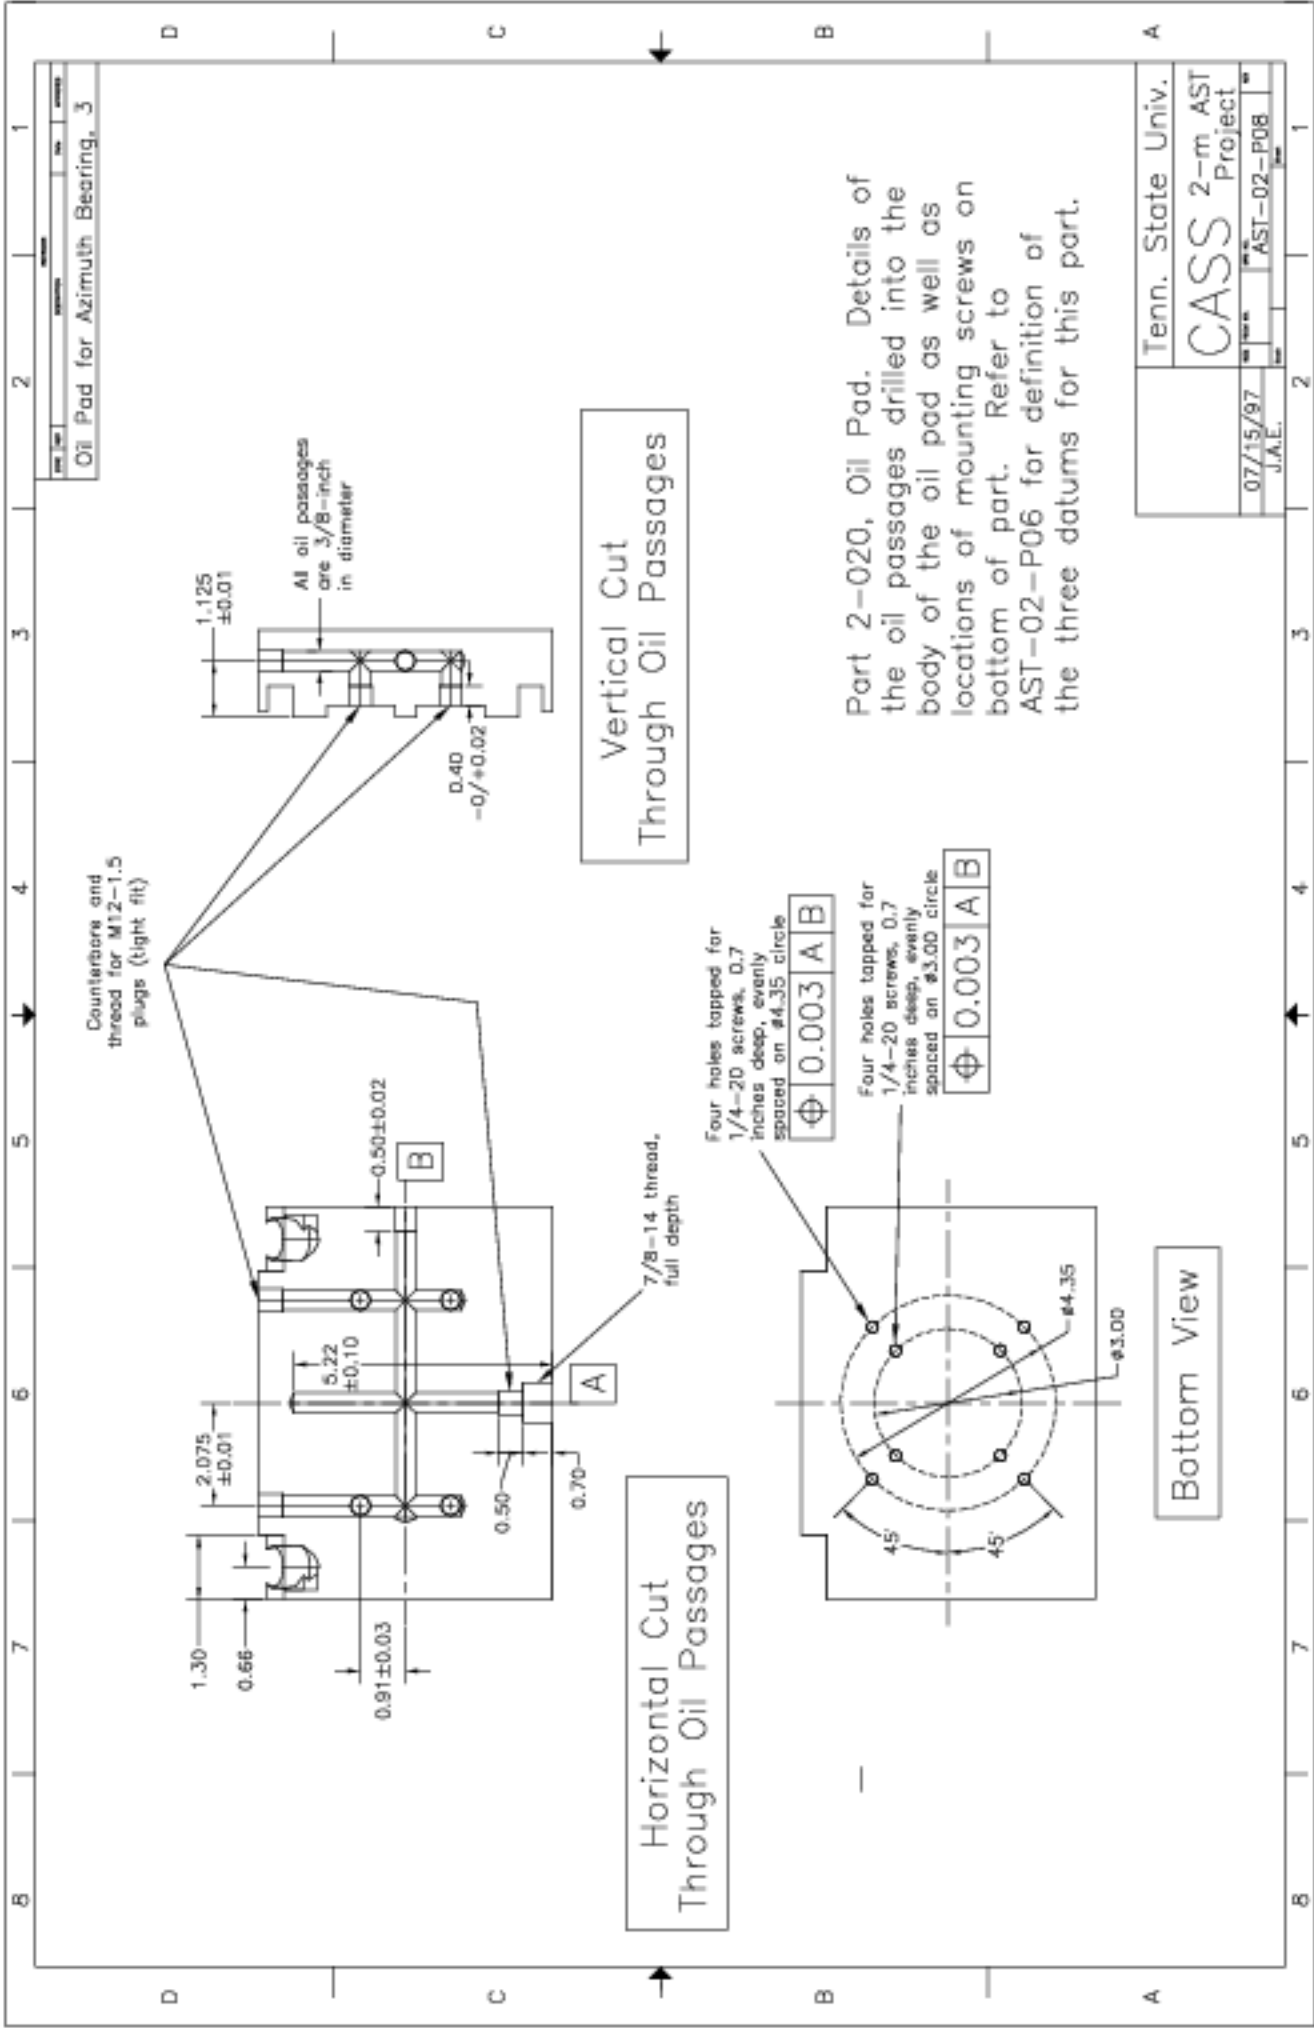 8
7
6
5
4
3
2
1
D
C
B
A
D
C
B
A
8
7
6
5
4
3
2
1
Oil Pad for Azimuth Bearing, 3
Counterbore and
thread for M12-1.5
plugs (tight fit)
1.30
0.66
2.075
±0.01
5.22
±0.10
0.91±0.03
0.50±0.02
B
A
0.50
0.70
7/8-14 thread,
full depth
Horizontal Cut
Through Oil Passages
1.125
±0.01
All oil passages
are 3/8-inch
in diameter
0.40
-0/+0.02
Vertical Cut
Through Oil Passages
Four holes tapped for
1/4-20 screws, 0.7
inches deep, evenly
spaced on ø4.35 circle
⌖ 0.003 A B
Four holes tapped for
1/4-20 screws, 0.7
inches deep, evenly
spaced on ø3.00 circle
⌖ 0.003 A B
45°
45°
ø4.35
ø3.00
Bottom View
Part 2-020, Oil Pad. Details of
the oil passages drilled into the
body of the oil pad as well as
locations of mounting screws on
bottom of part. Refer to
AST-02-P06 for definition of
the three datums for this part.
Tenn. State Univ.
CASS 2-m AST
Project
07/15/97
J.A.E.
AST-02-P08